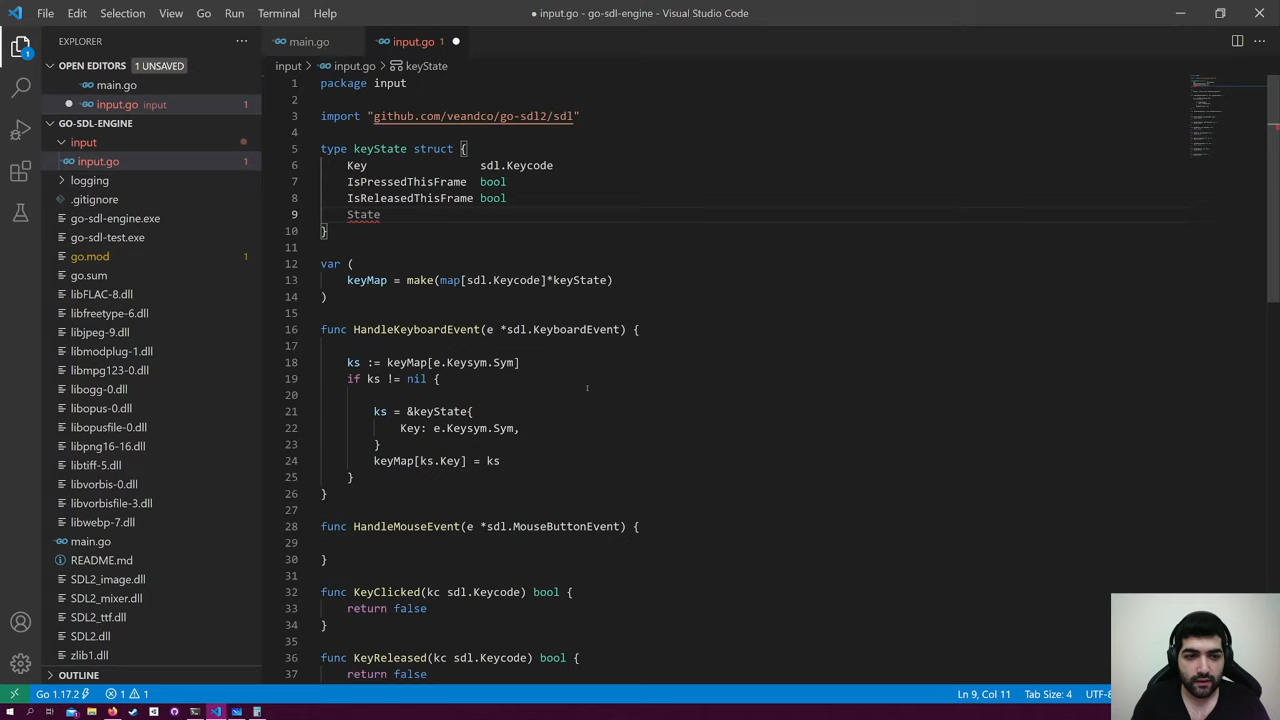 File Edit Selection View Go Run Terminal Help
● input.go - go-sdl-engine - Visual Studio Code
EXPLORER
OPEN EDITORS 1 UNSAVED
main.go
input.go input 1
GO-SDL-ENGINE
input
input.go 1
logging
.gitignore
go-sdl-engine.exe
go-sdl-test.exe
go.mod 1
go.sum
libFLAC-8.dll
libfreetype-6.dll
libjpeg-9.dll
libmodplug-1.dll
libmpg123-0.dll
libogg-0.dll
libopus-0.dll
libopusfile-0.dll
libpng16-16.dll
libtiff-5.dll
libvorbis-0.dll
libvorbisfile-3.dll
libwebp-7.dll
main.go
README.md
SDL2_image.dll
SDL2_mixer.dll
SDL2_ttf.dll
SDL2.dll
zlib1.dll
OUTLINE
main.go
input.go 1
input > input.go > keyState
1 package input
2
3 import "github.com/veandco/go-sdl2/sdl"
4
5 type keyState struct {
6 Key sdl.Keycode
7 IsPressedThisFrame bool
8 IsReleasedThisFrame bool
9 State
10 }
11
12 var (
13 keyMap = make(map[sdl.Keycode]*keyState)
14 )
15
16 func HandleKeyboardEvent(e *sdl.KeyboardEvent) {
17
18 ks := keyMap[e.Keysym.Sym]
19 if ks != nil {
20
21 ks = &keyState{
22 Key: e.Keysym.Sym,
23 }
24 keyMap[ks.Key] = ks
25 }
26 }
27
28 func HandleMouseEvent(e *sdl.MouseButtonEvent) {
29
30 }
31
32 func KeyClicked(kc sdl.Keycode) bool {
33 return false
34 }
35
36 func KeyReleased(kc sdl.Keycode) bool {
37 return false
Go 1.17.2 1 1
Ln 9, Col 11 Tab Size: 4 UTF-8